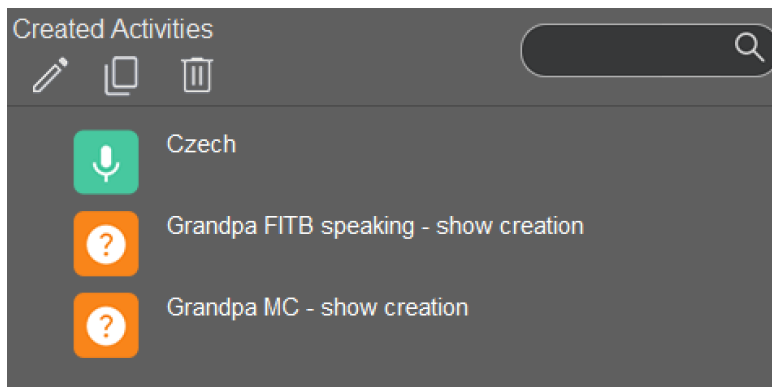 Created Activities
Czech
Grandpa FITB speaking - show creation
Grandpa MC - show creation